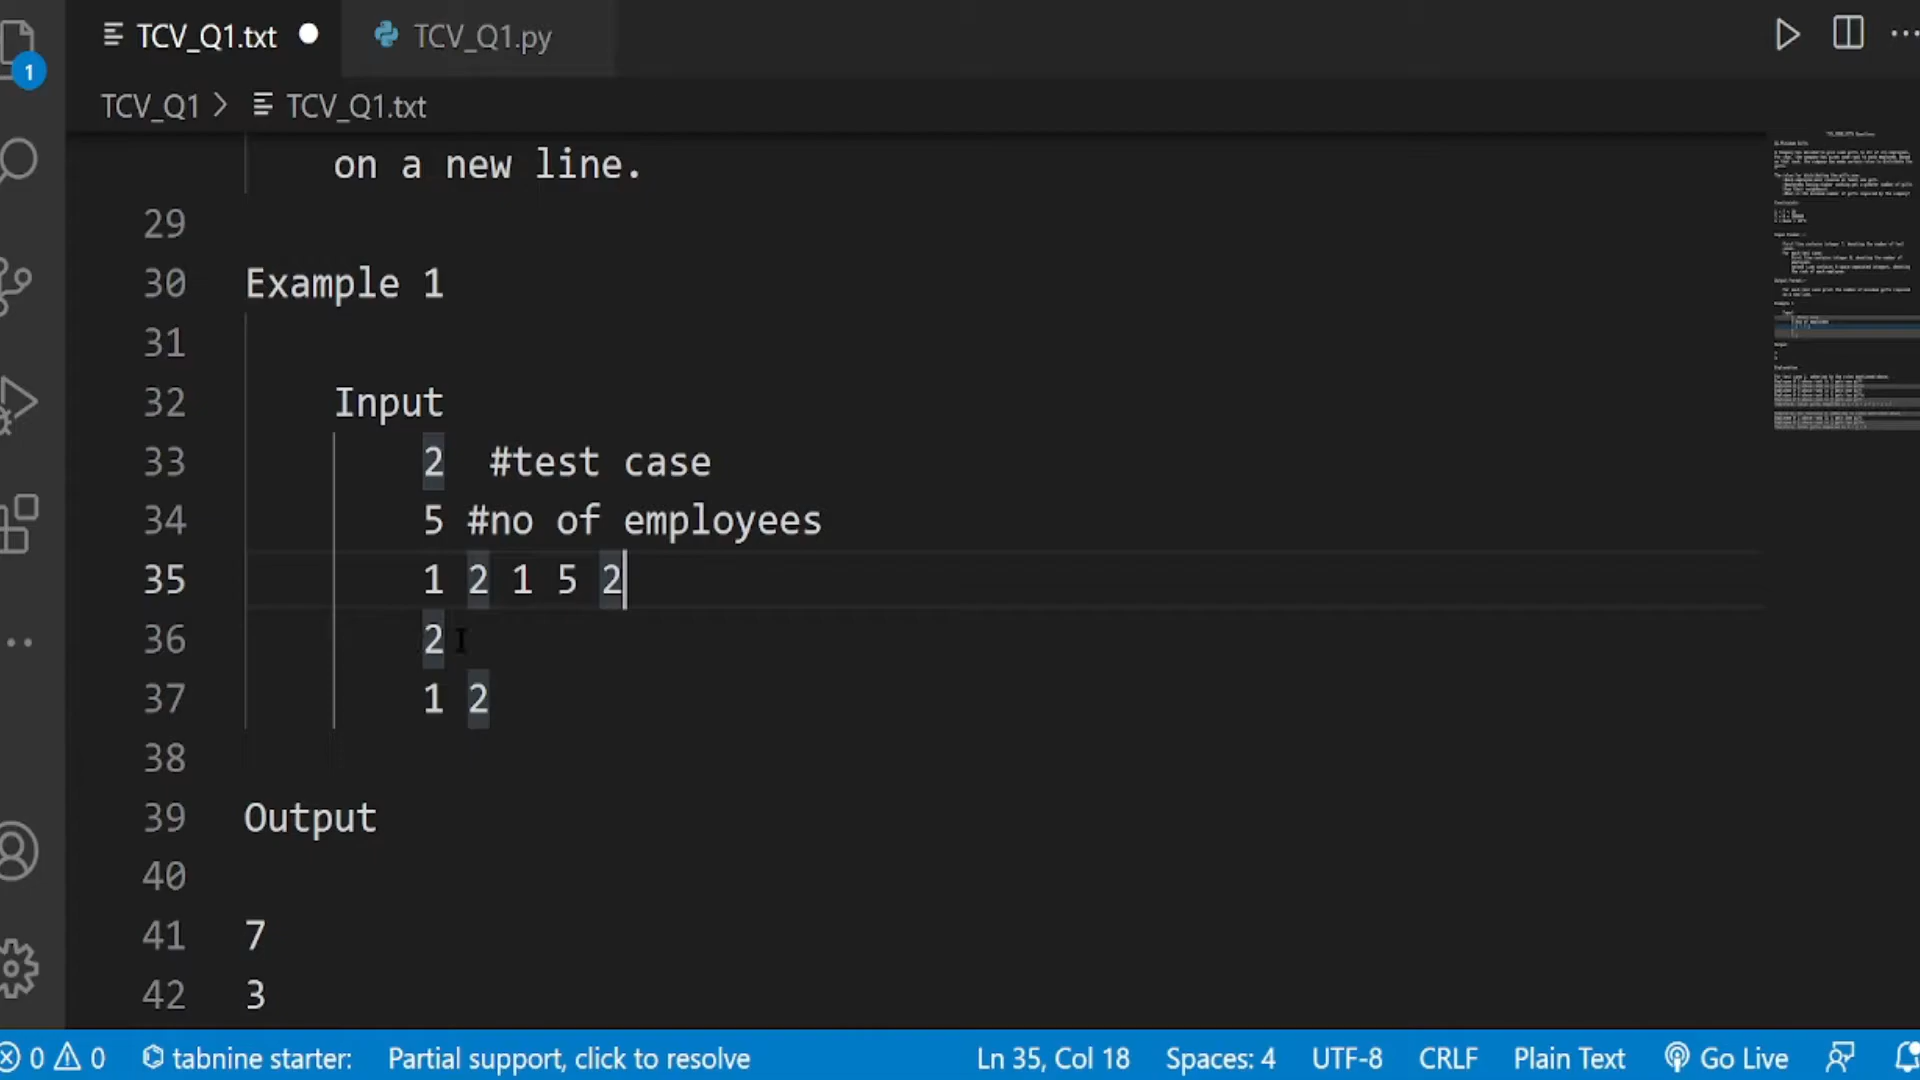 TCV_Q1.txt
TCV_Q1.py
1
TCV_Q1 > TCV_Q1.txt
on a new line.
29
30 Example 1
31
32 Input
33 2 #test case
34 5 #no of employees
35 1 2 1 5 2
36 2
37 1 2
38
39 Output
40
41 7
42 3
0 0 tabnine starter: Partial support, click to resolve Ln 35, Col 18 Spaces: 4 UTF-8 CRLF Plain Text Go Live